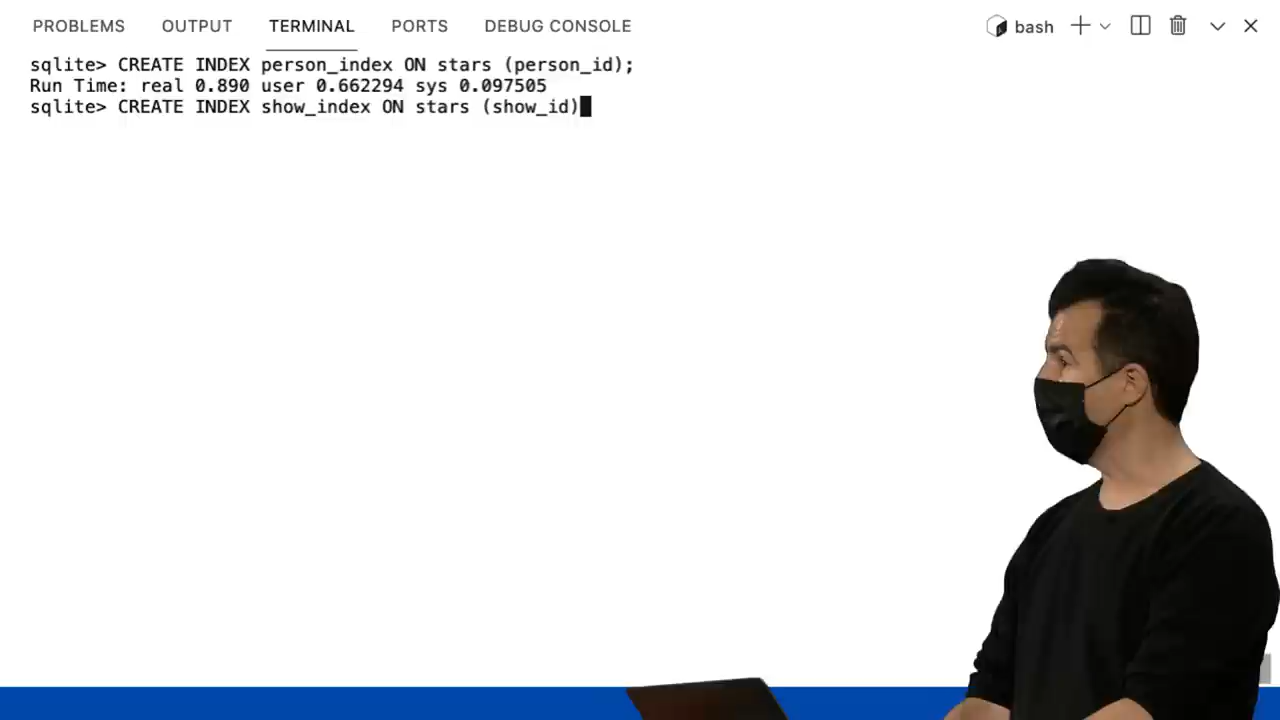 PROBLEMS OUTPUT TERMINAL PORTS DEBUG CONSOLE bash
sqlite> CREATE INDEX person_index ON stars (person_id);
Run Time: real 0.890 user 0.662294 sys 0.097505
sqlite> CREATE INDEX show_index ON stars (show_id)